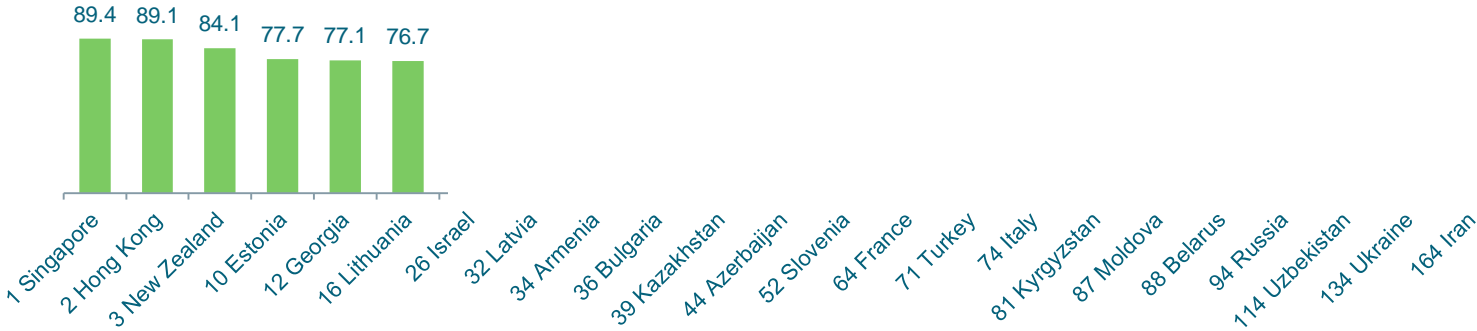 89.4
89.1
84.1
77.7
77.1
76.7
1 Singapore
2 Hong Kong
3 New Zealand
10 Estonia
12 Georgia
16 Lithuania
26 Israel
32 Latvia
34 Armenia
36 Bulgaria
39 Kazakhstan
44 Azerbaijan
52 Slovenia
64 France
71 Turkey
74 Italy
81 Kyrgyzstan
87 Moldova
88 Belarus
94 Russia
114 Uzbekistan
134 Ukraine
164 Iran